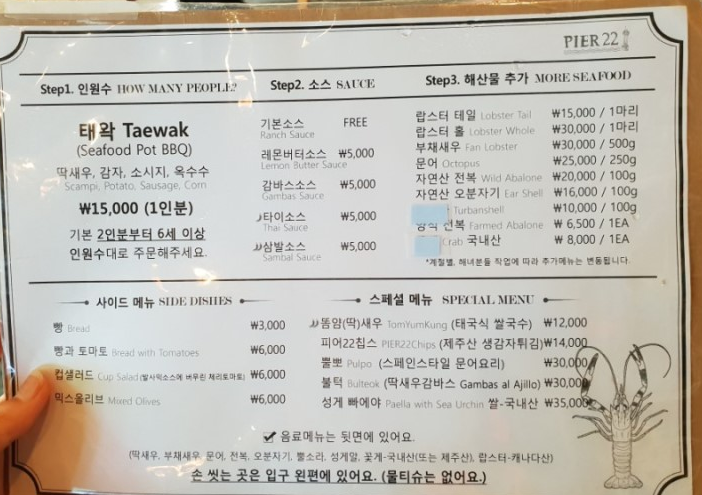 PIER 22
Step1. 인원수 HOW MANY PEOPLE?
태왁 Taewak
(Seafood Pot BBQ)
딱새우, 감자, 소시지, 옥수수
Scampi, Potato, Sausage, Corn
₩15,000 (1인분)
기본 2인분부터 6세 이상
인원수대로 주문해주세요.
Step2. 소스 SAUCE
기본소스 FREE
Ranch Sauce
레몬버터소스 ₩5,000
Lemon Butter Sauce
감바스소스 ₩5,000
Gambas Sauce
타이소스 ₩5,000
Thai Sauce
삼발소스 ₩5,000
Sambal Sauce
Step3. 해산물 추가 MORE SEAFOOD
랍스터 테일 Lobster Tail ₩15,000 / 1마리
랍스터 홀 Lobster Whole ₩30,000 / 1마리
부채새우 Fan Lobster ₩30,000 / 500g
문어 Octopus ₩25,000 / 250g
자연산 전복 Wild Abalone ₩20,000 / 100g
자연산 오분자기 Ear Shell ₩16,000 / 100g
Turbanshell ₩10,000 / 100g
양식 전복 Farmed Abalone ₩ 6,500 / 1EA
Crab 국내산 ₩ 8,000 / 1EA
*계절별, 해녀분들 작업에 따라 추가메뉴는 변동됩니다.
사이드 메뉴 SIDE DISHES
빵 Bread ₩3,000
빵과 토마토 Bread with Tomatoes ₩6,000
컵샐러드 Cup Salad (발사믹소스에 버무린 체리토마토) ₩6,000
믹스올리브 Mixed Olives ₩6,000
스페셜 메뉴 SPECIAL MENU
똠얌(딱)새우 TomYumKung (태국식 쌀국수) ₩12,000
피어22칩스 PIER22Chips (제주산 생감자튀김) ₩14,000
뽈뽀 Pulpo (스페인스타일 문어요리) ₩30,000
불턱 Bulteok (딱새우감바스 Gambas al Ajillo) ₩30,000
성게 빠에야 Paella with Sea Urchin 쌀-국내산 ₩35,000
음료메뉴는 뒷면에 있어요.
(딱새우, 부채새우, 문어, 전복, 오분자기, 뿔소라, 성게알, 꽃게-국내산(또는 제주산), 랍스터-캐나다산)
손 씻는 곳은 입구 왼편에 있어요. (물티슈는 없어요.)